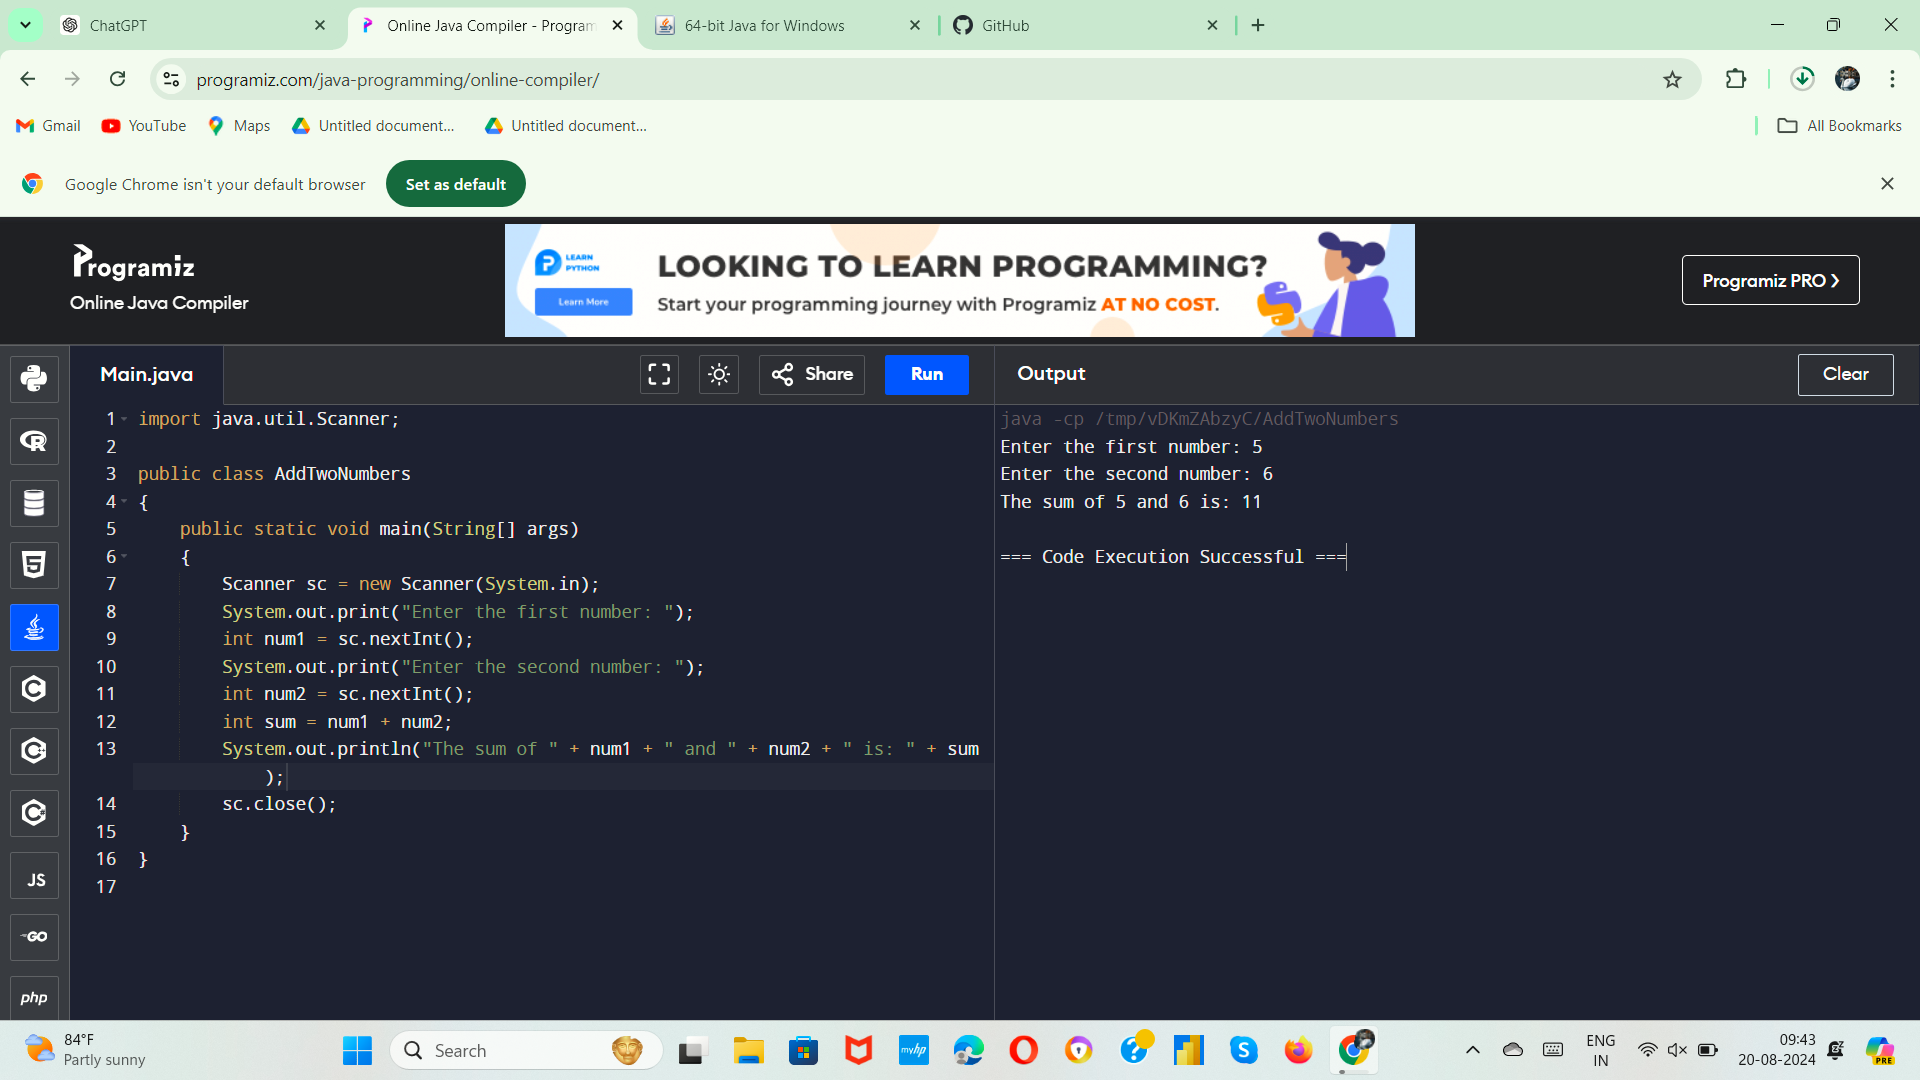 ChatGPT
Online Java Compiler - Program
64-bit Java for Windows
GitHub
programiz.com/java-programming/online-compiler/
Gmail
YouTube
Maps
Untitled document...
Untitled document...
All Bookmarks
Google Chrome isn't your default browser
Set as default
Programiz
Online Java Compiler
LEARN
PYTHON
Learn More
LOOKING TO LEARN PROGRAMMING?
Start your programming journey with Programiz AT NO COST.
Programiz PRO ❯
Main.java
Share
Run
Output
Clear
1 import java.util.Scanner;
2
3 public class AddTwoNumbers
4 {
5     public static void main(String[] args)
6     {
7         Scanner sc = new Scanner(System.in);
8         System.out.print("Enter the first number: ");
9         int num1 = sc.nextInt();
10         System.out.print("Enter the second number: ");
11         int num2 = sc.nextInt();
12         int sum = num1 + num2;
13         System.out.println("The sum of " + num1 + " and " + num2 + " is: " + sum
            );
14         sc.close();
15     }
16 }
17
java -cp /tmp/vDKmZAbzyC/AddTwoNumbers
Enter the first number: 5
Enter the second number: 6
The sum of 5 and 6 is: 11
=== Code Execution Successful ===
R
5
C
C
C
JS
GO
php
84°F
Partly sunny
Search
myhp
S
ENG
IN
09:43
20-08-2024
PRE